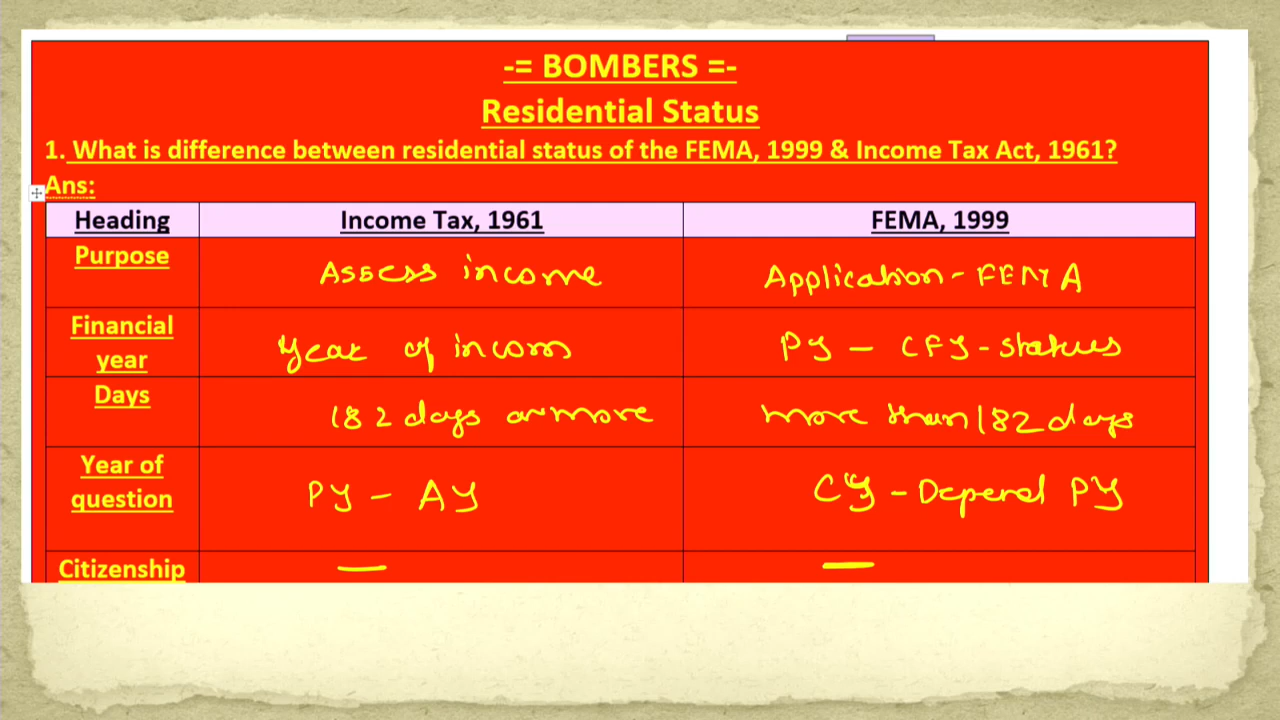 -= BOMBERS =-
Residential Status
1. What is difference between residential status of the FEMA, 1999 & Income Tax Act, 1961?
Ans:
Heading Income Tax, 1961 FEMA, 1999
Purpose Assess income Application - FEMA
Financial year Year of income PY - CFY - status
Days 182 days or more more than 182 days
Year of question PY - AY CFY - Depend PY
Citizenship — —